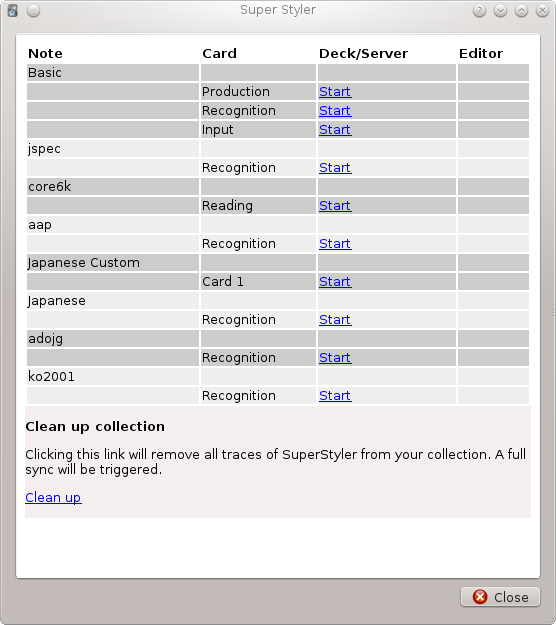 Super Styler
Note Card Deck/Server Editor
Basic
Production Start
Recognition Start
Input Start
jspec
Recognition Start
core6k
Reading Start
aap
Recognition Start
Japanese Custom
Card 1 Start
Japanese
Recognition Start
adojg
Recognition Start
ko2001
Recognition Start
Clean up collection
Clicking this link will remove all traces of SuperStyler from your collection. A full
sync will be triggered.
Clean up
Close